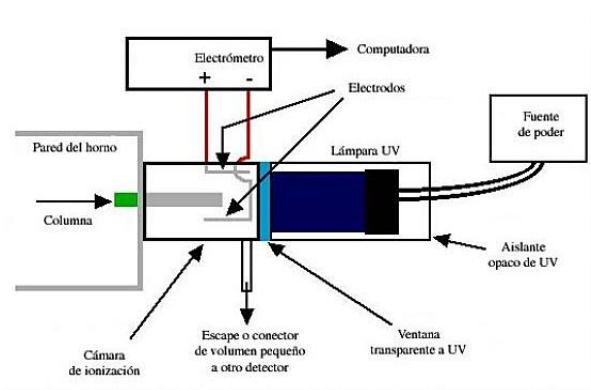 Electrómetro
+ -
Computadora
Electrodos
Fuente
de poder
Pared del horno
Lámpara UV
Columna
Aislante
opaco de UV
Escape o conector
de volumen pequeño
a otro detector
Ventana
transparente a UV
Cámara
de ionización